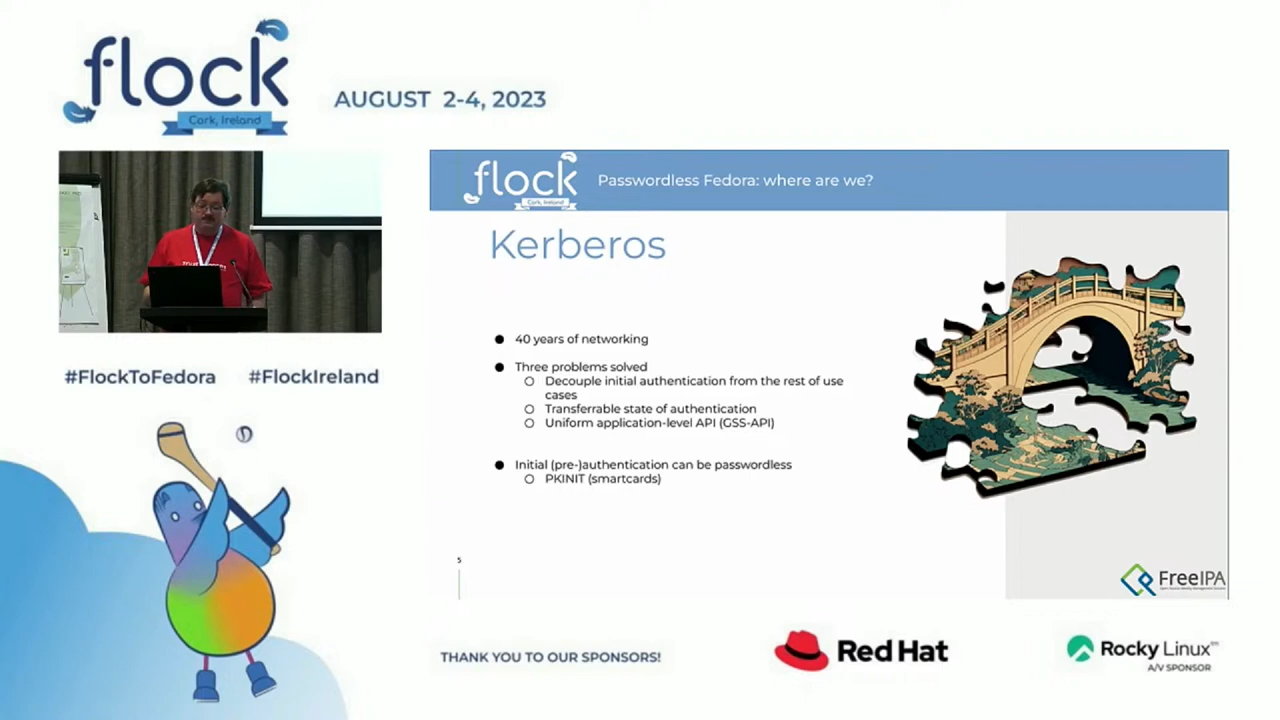 flock
Cork, Ireland
AUGUST 2-4, 2023
#FlockToFedora #FlockIreland
flock
Cork, Ireland
Passwordless Fedora: where are we?
Kerberos
● 40 years of networking
● Three problems solved
○ Decouple initial authentication from the rest of use
cases
○ Transferrable state of authentication
○ Uniform application-level API (GSS-API)
● Initial (pre-)authentication can be passwordless
○ PKINIT (smartcards)
5
FreeIPA
THANK YOU TO OUR SPONSORS!
Red Hat
Rocky Linux™
A/V SPONSOR